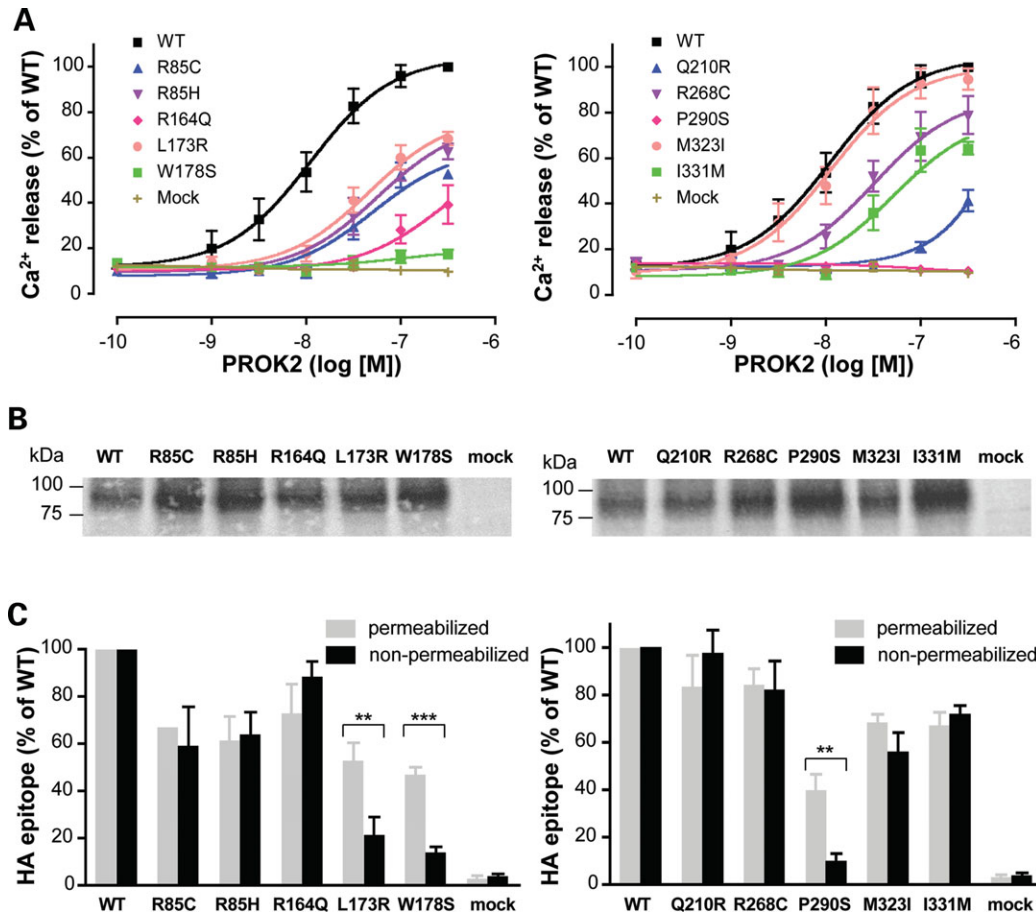 A
WT
R85C
R85H
R164Q
L173R
W178S
Mock
Ca2+ release (% of WT)
100
80
60
40
20
0
-10 -9 -8 -7 -6
PROK2 (log [M])
WT
Q210R
R268C
P290S
M323I
I331M
Mock
Ca2+ release (% of WT)
100
80
60
40
20
0
-10 -9 -8 -7 -6
PROK2 (log [M])
B
kDa WT R85C R85H R164Q L173R W178S mock
100
75
kDa WT Q210R R268C P290S M323I I331M mock
100
75
C
permeabilized
non-permeabilized
HA epitope (% of WT)
100
80
60
40
20
0
** ***
WT R85C R85H R164Q L173R W178S mock
permeabilized
non-permeabilized
HA epitope (% of WT)
100
80
60
40
20
0
**
WT Q210R R268C P290S M323I I331M mock